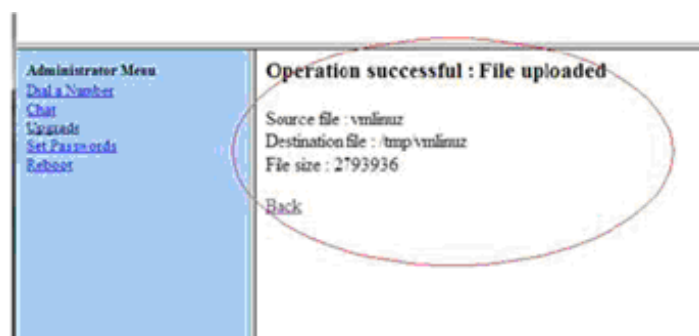 Administrator Menu
Dial a Number
Chat
Upgrade
Set Passwords
Reboot
Operation successful : File uploaded
Source file : vmlinuz
Destination file : /tmp/vmlinuz
File size : 2793936
Back